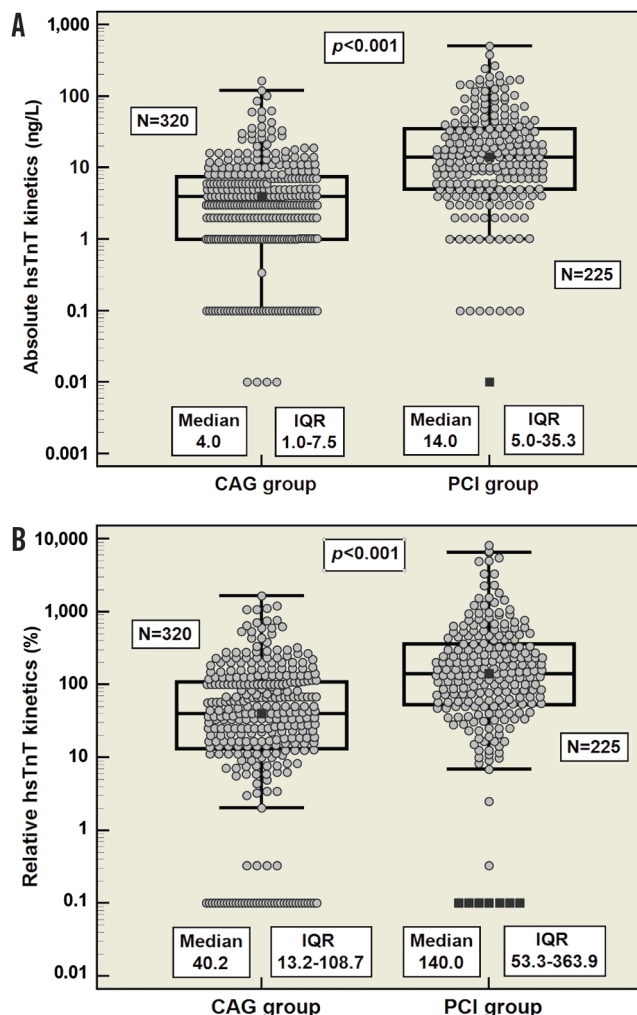 A
Absolute hsTnT kinetics (ng/L)
1,000
100
10
1
0.1
0.01
0.001
p<0.001
N=320
N=225
Median
4.0
IQR
1.0-7.5
Median
14.0
IQR
5.0-35.3
CAG group
PCI group
B
Relative hsTnT kinetics (%)
10,000
1,000
100
10
1
0.1
0.01
p<0.001
N=320
N=225
Median
40.2
IQR
13.2-108.7
Median
140.0
IQR
53.3-363.9
CAG group
PCI group